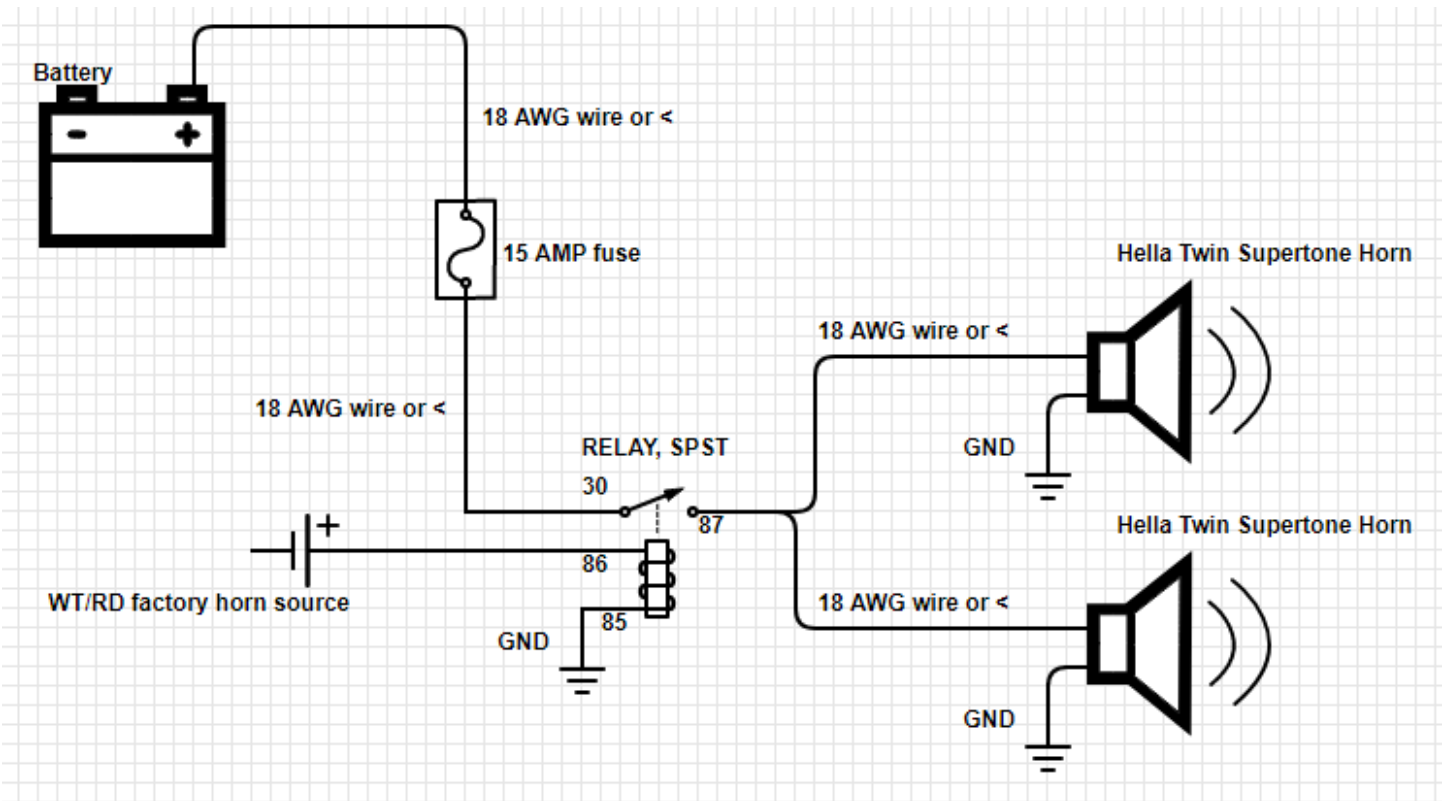 Battery
- +
18 AWG wire or <
15 AMP fuse
Hella Twin Supertone Horn
18 AWG wire or <
18 AWG wire or <
RELAY, SPST
GND
30
87
+
Hella Twin Supertone Horn
86
WT/RD factory horn source
18 AWG wire or <
85
GND
GND